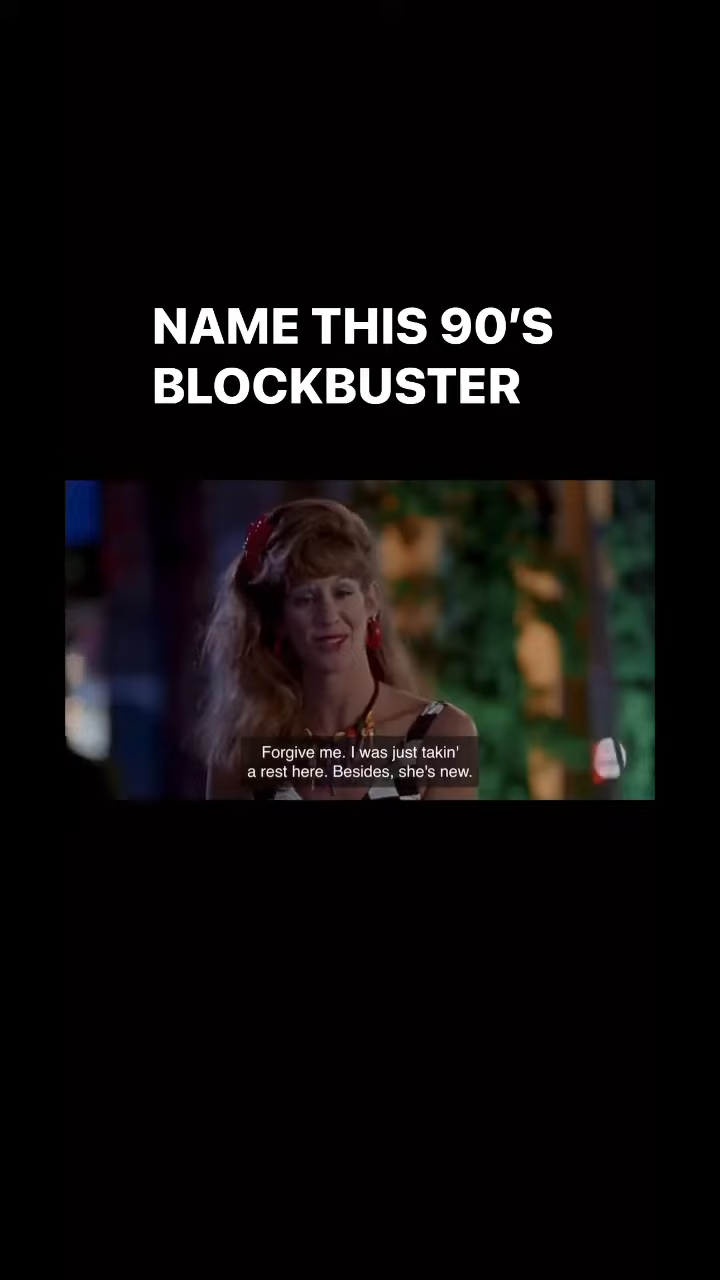 NAME THIS 90'S
BLOCKBUSTER
Forgive me. I was just takin'
a rest here. Besides, she's new.